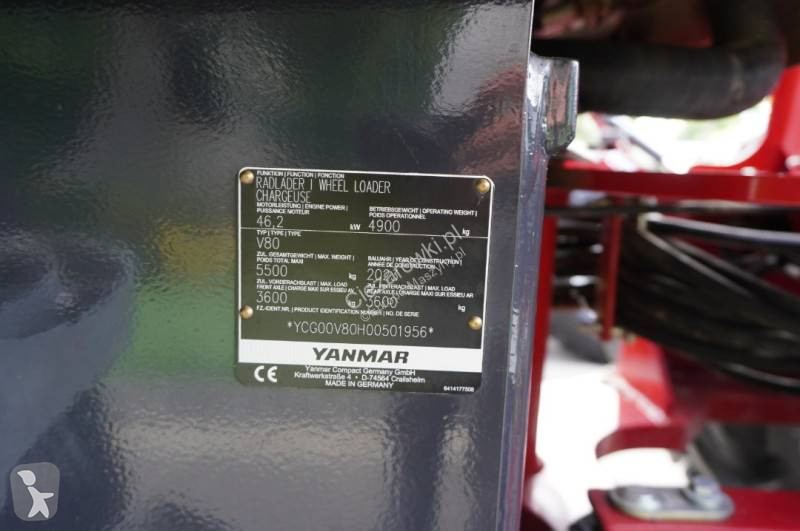 FUNKTION | FUNCTION | FONCTION
RADLADER | WHEEL LOADER
CHARGEUSE
MOTORLEISTUNG | ENGINE POWER |
PUISSANCE MOTEUR
46,2 kW
BETRIEBSGEWICHT | OPERATING WEIGHT |
POIDS OPERATIONNEL
4900 kg
TYP | TYPE | TYPE
V80
ZUL. GESAMTGEWICHT | MAX. WEIGHT |
POIDS TOTAL MAXI
5500 kg
BAUJAHR | YEAR OF CONSTRUCTION |
ANNEE DE CONSTRUCTION
ZUL. VORDERACHSLAST | MAX. LOAD
FRONT AXLE | CHARGE MAXI SUR ESSIEU AR
3600
ZUL. HINTERACHSLAST | MAX. LOAD
REAR AXLE | CHARGE MAXI SUR ESSIEU AR
3600 kg
FZ.-IDENT.NR. | PRODUCT IDENTIFICATION NUMBER | NO. DE SERIE
*YCG00V80H00501956*
YANMAR
CE
Yanmar Compact Germany GmbH
Kraftwerkstraße 4 • D-74564 Crailsheim
MADE IN GERMANY
6414177508